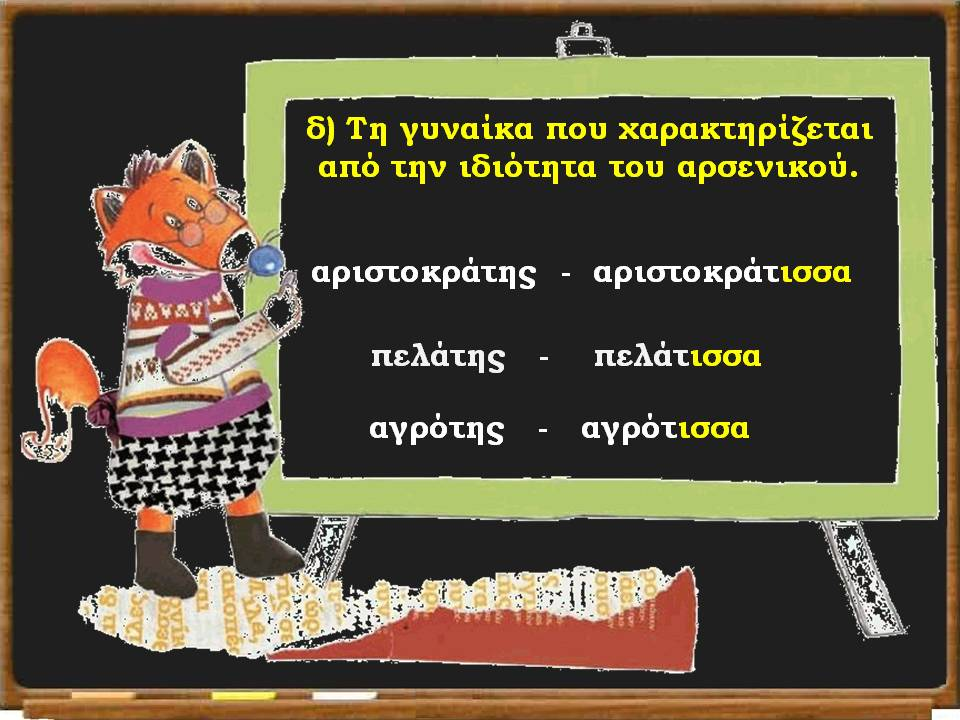 δ) Τη γυναίκα που χαρακτηρίζεται
από την ιδιότητα του αρσενικού.
αριστοκράτης - αριστοκράτισσα
πελάτης - πελάτισσα
αγρότης - αγρότισσα